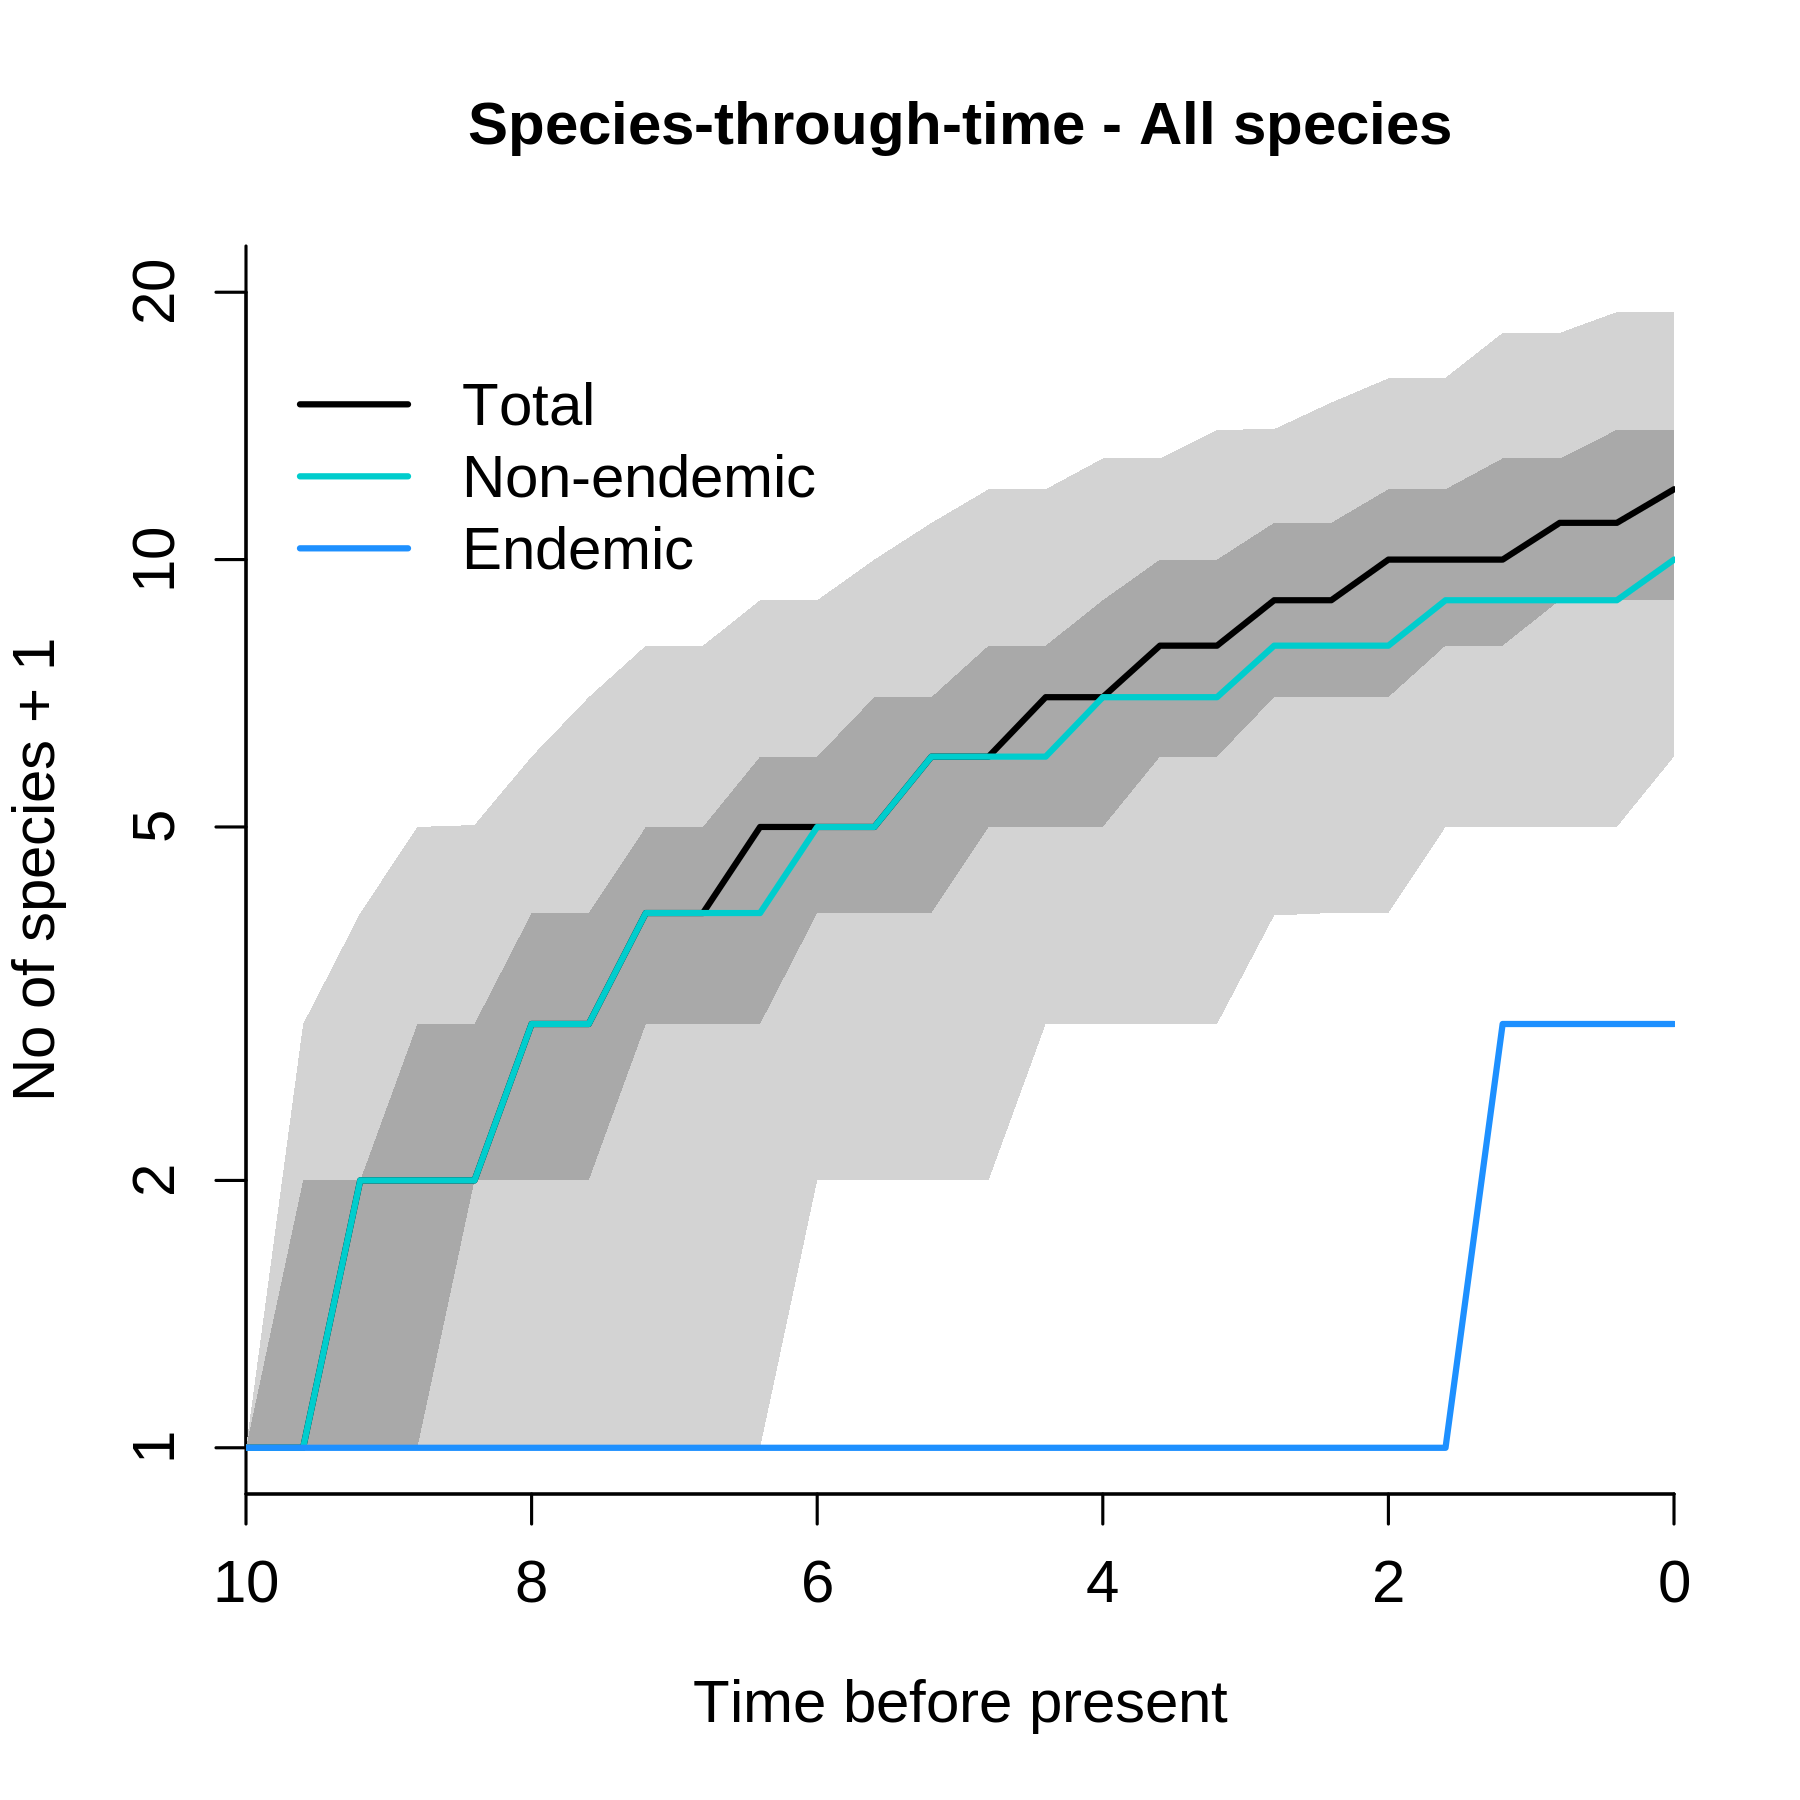 Species-through-time - All species
Total
Non-endemic
Endemic
No of species + 1
20
10
5
2
1
10 8 6 4 2 0
Time before present